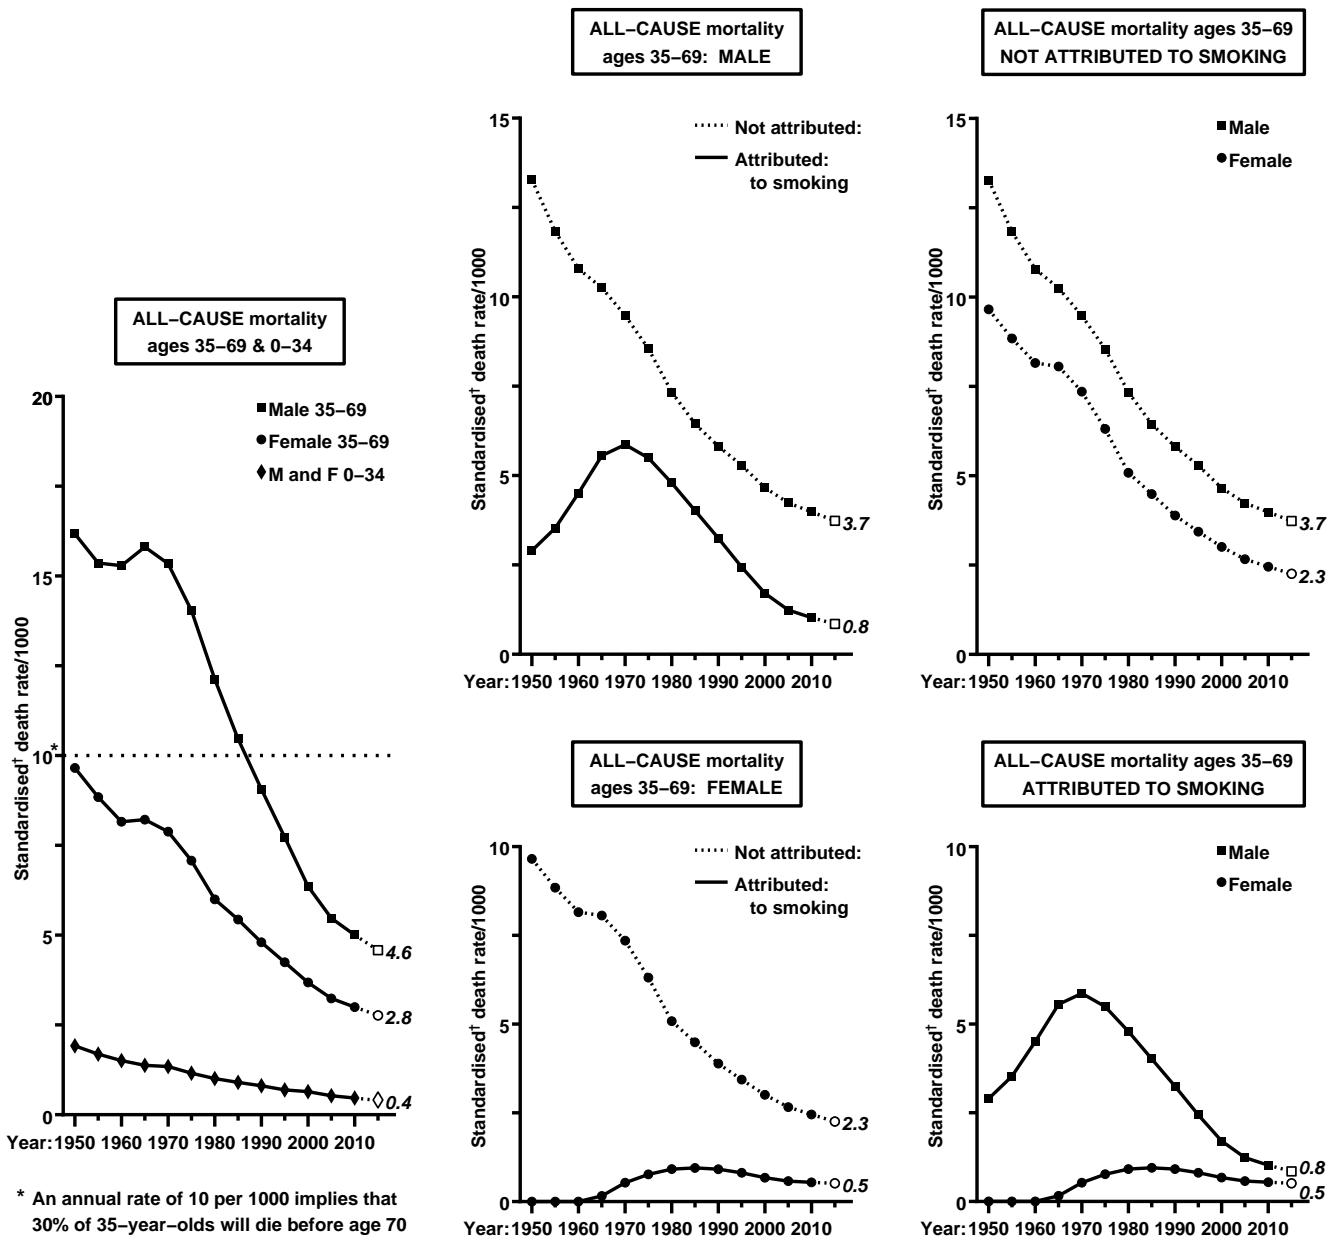 ALL−CAUSE mortality
ages 35−69 & 0−34
Male 35−69
Female 35−69
M and F 0−34
Standardised† death rate/1000
20
15
10*
5
0
4.6
2.8
0.4
Year: 1950 1960 1970 1980 1990 2000 2010
* An annual rate of 10 per 1000 implies that
30% of 35−year−olds will die before age 70
ALL−CAUSE mortality
ages 35−69: MALE
Not attributed:
Attributed:
to smoking
Standardised† death rate/1000
15
10
5
0
3.7
0.8
Year: 1950 1960 1970 1980 1990 2000 2010
ALL−CAUSE mortality ages 35−69
NOT ATTRIBUTED TO SMOKING
Male
Female
Standardised† death rate/1000
15
10
5
0
3.7
2.3
Year: 1950 1960 1970 1980 1990 2000 2010
ALL−CAUSE mortality
ages 35−69: FEMALE
Not attributed:
Attributed:
to smoking
Standardised† death rate/1000
10
5
0
2.3
0.5
Year: 1950 1960 1970 1980 1990 2000 2010
ALL−CAUSE mortality ages 35−69
ATTRIBUTED TO SMOKING
Male
Female
Standardised† death rate/1000
10
5
0
0.8
0.5
Year: 1950 1960 1970 1980 1990 2000 2010